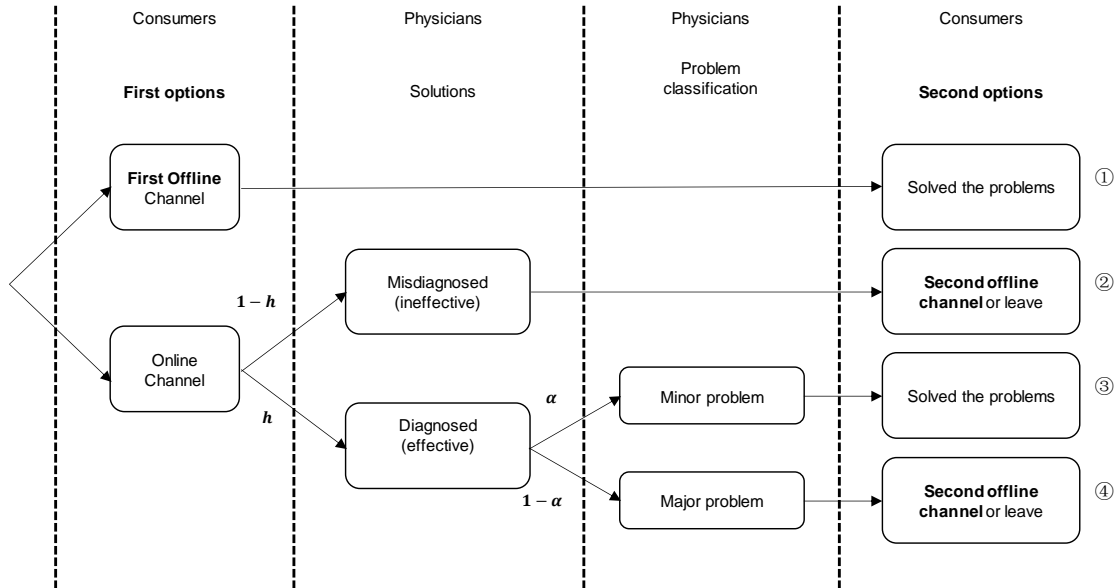 Consumers
Physicians
Physicians
Consumers
First options
Solutions
Problem
classification
Second options
First Offline
Channel
Solved the problems
①
1 − h
Misdiagnosed
(ineffective)
Second offline
channel or leave
②
Online
Channel
h
Diagnosed
(effective)
α
Minor problem
Solved the problems
③
1 − α
Major problem
Second offline
channel or leave
④